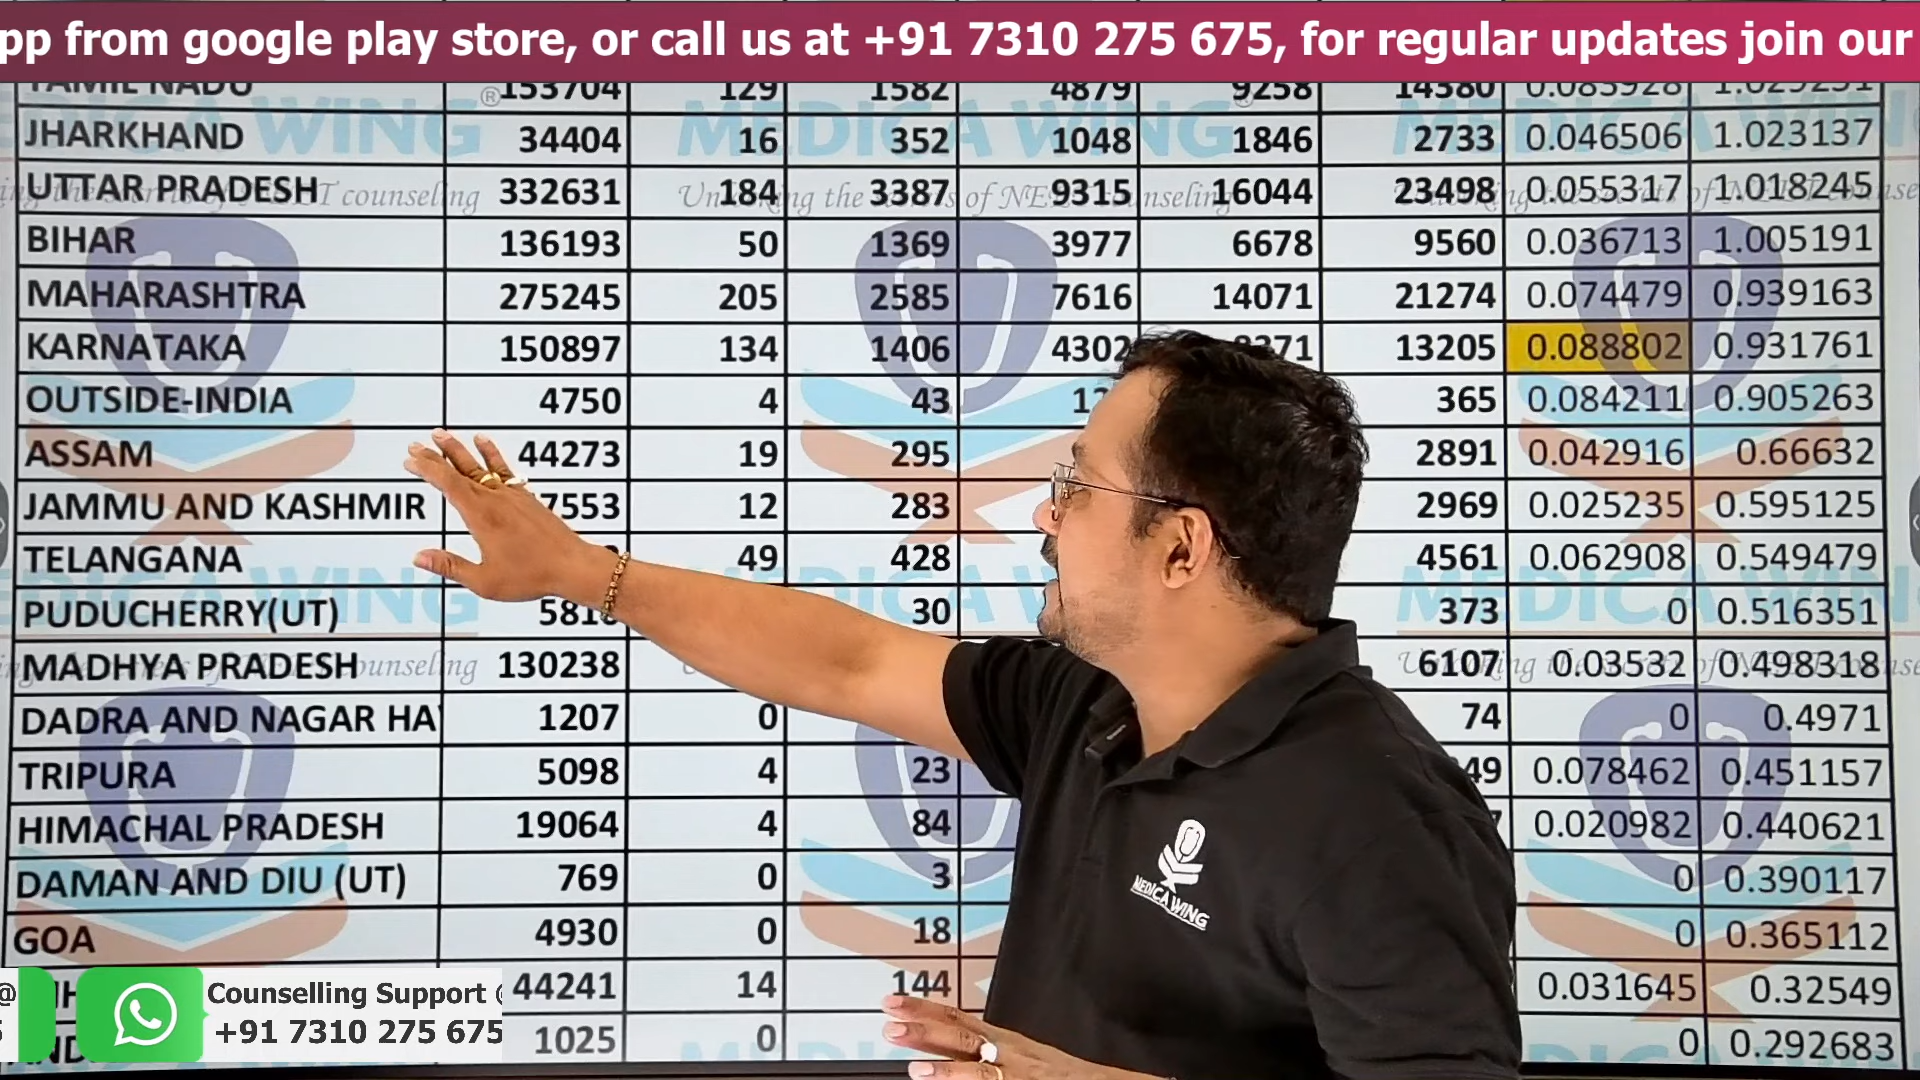 pp from google play store, or call us at +91 7310 275 675, for regular updates join our
TAMIL NADU 153704 129 1582 4879 9258 14380 0.083928 1.029251
JHARKHAND 34404 16 352 1048 1846 2733 0.046506 1.023137
UTTAR PRADESH 332631 184 3387 9315 16044 23498 0.055317 1.018245
BIHAR 136193 50 1369 3977 6678 9560 0.036713 1.005191
MAHARASHTRA 275245 205 2585 7616 14071 21274 0.074479 0.939163
KARNATAKA 150897 134 1406 4302 13205 0.088802 0.931761
OUTSIDE-INDIA 4750 4 43 365 0.084211 0.905263
ASSAM 44273 19 295 2891 0.042916 0.66632
JAMMU AND KASHMIR 7553 12 283 2969 0.025235 0.595125
TELANGANA 49 428 4561 0.062908 0.549479
PUDUCHERRY(UT) 30 373 0 0.516351
MADHYA PRADESH 130238 6107 0.03532 0.498318
DADRA AND NAGAR HA 1207 0 74 0 0.4971
TRIPURA 5098 4 23 49 0.078462 0.451157
HIMACHAL PRADESH 19064 4 84 0.020982 0.440621
DAMAN AND DIU (UT) 769 0 3 0 0.390117
GOA 4930 0 18 0 0.365112
44241 14 144 0.031645 0.32549
1025 0 0 0.292683
MEDICA WING
Unlocking the secrets of NEET counseling
MEDICA WING
Counselling Support
+91 7310 275 675